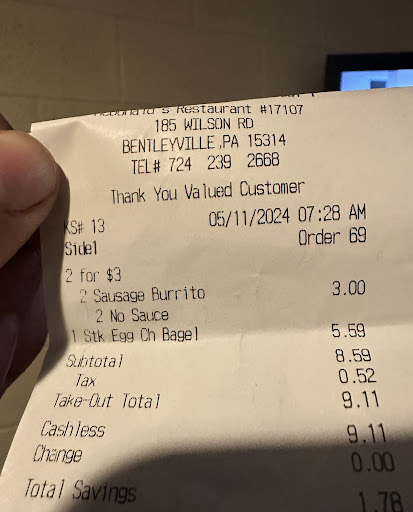 McDonald's Restaurant #17107
185 WILSON RD
BENTLEYVILLE,PA 15314
TEL# 724 239 2668
Thank You Valued Customer
KS# 13 05/11/2024 07:28 AM
Side1 Order 69
2 for $3
2 Sausage Burrito 3.00
2 No Sauce
1 Stk Egg Ch Bagel 5.59
Subtotal 8.59
Tax 0.52
Take-Out Total 9.11
Cashless 9.11
Change 0.00
Total Savings 1.78